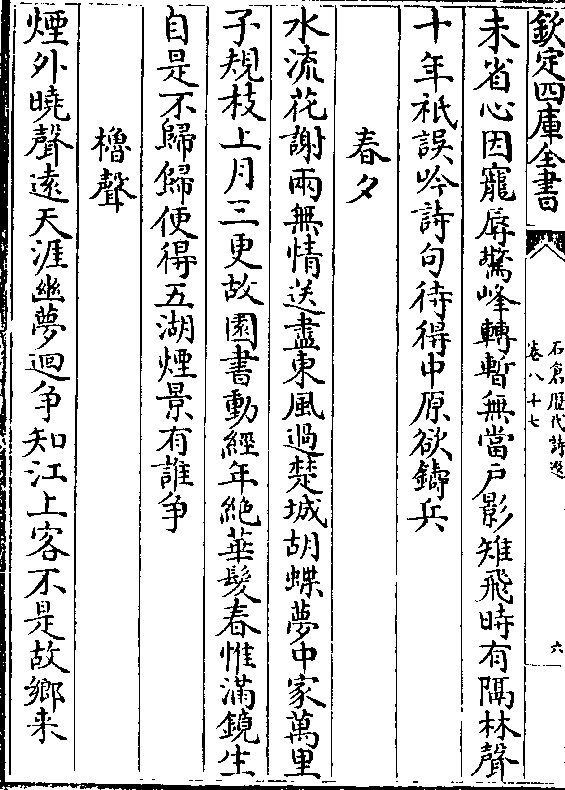 欽定四庫全書
石倉歴代詩選
卷八十七
六
未省心因寵辱驚峰轉暫無當户影雉飛時有隔林聲
十年祇誤吟詩句待得中原欲鑄兵
春夕
水流花謝兩無情送盡東風過楚城胡蝶夢中家萬里
子規枝上月三更故園書動經年絶華髪春惟滿鏡生
自是不歸歸便得五湖煙景有誰争
櫓聲
煙外曉聲遠天涯幽夢迴争知江上客不是故鄉来